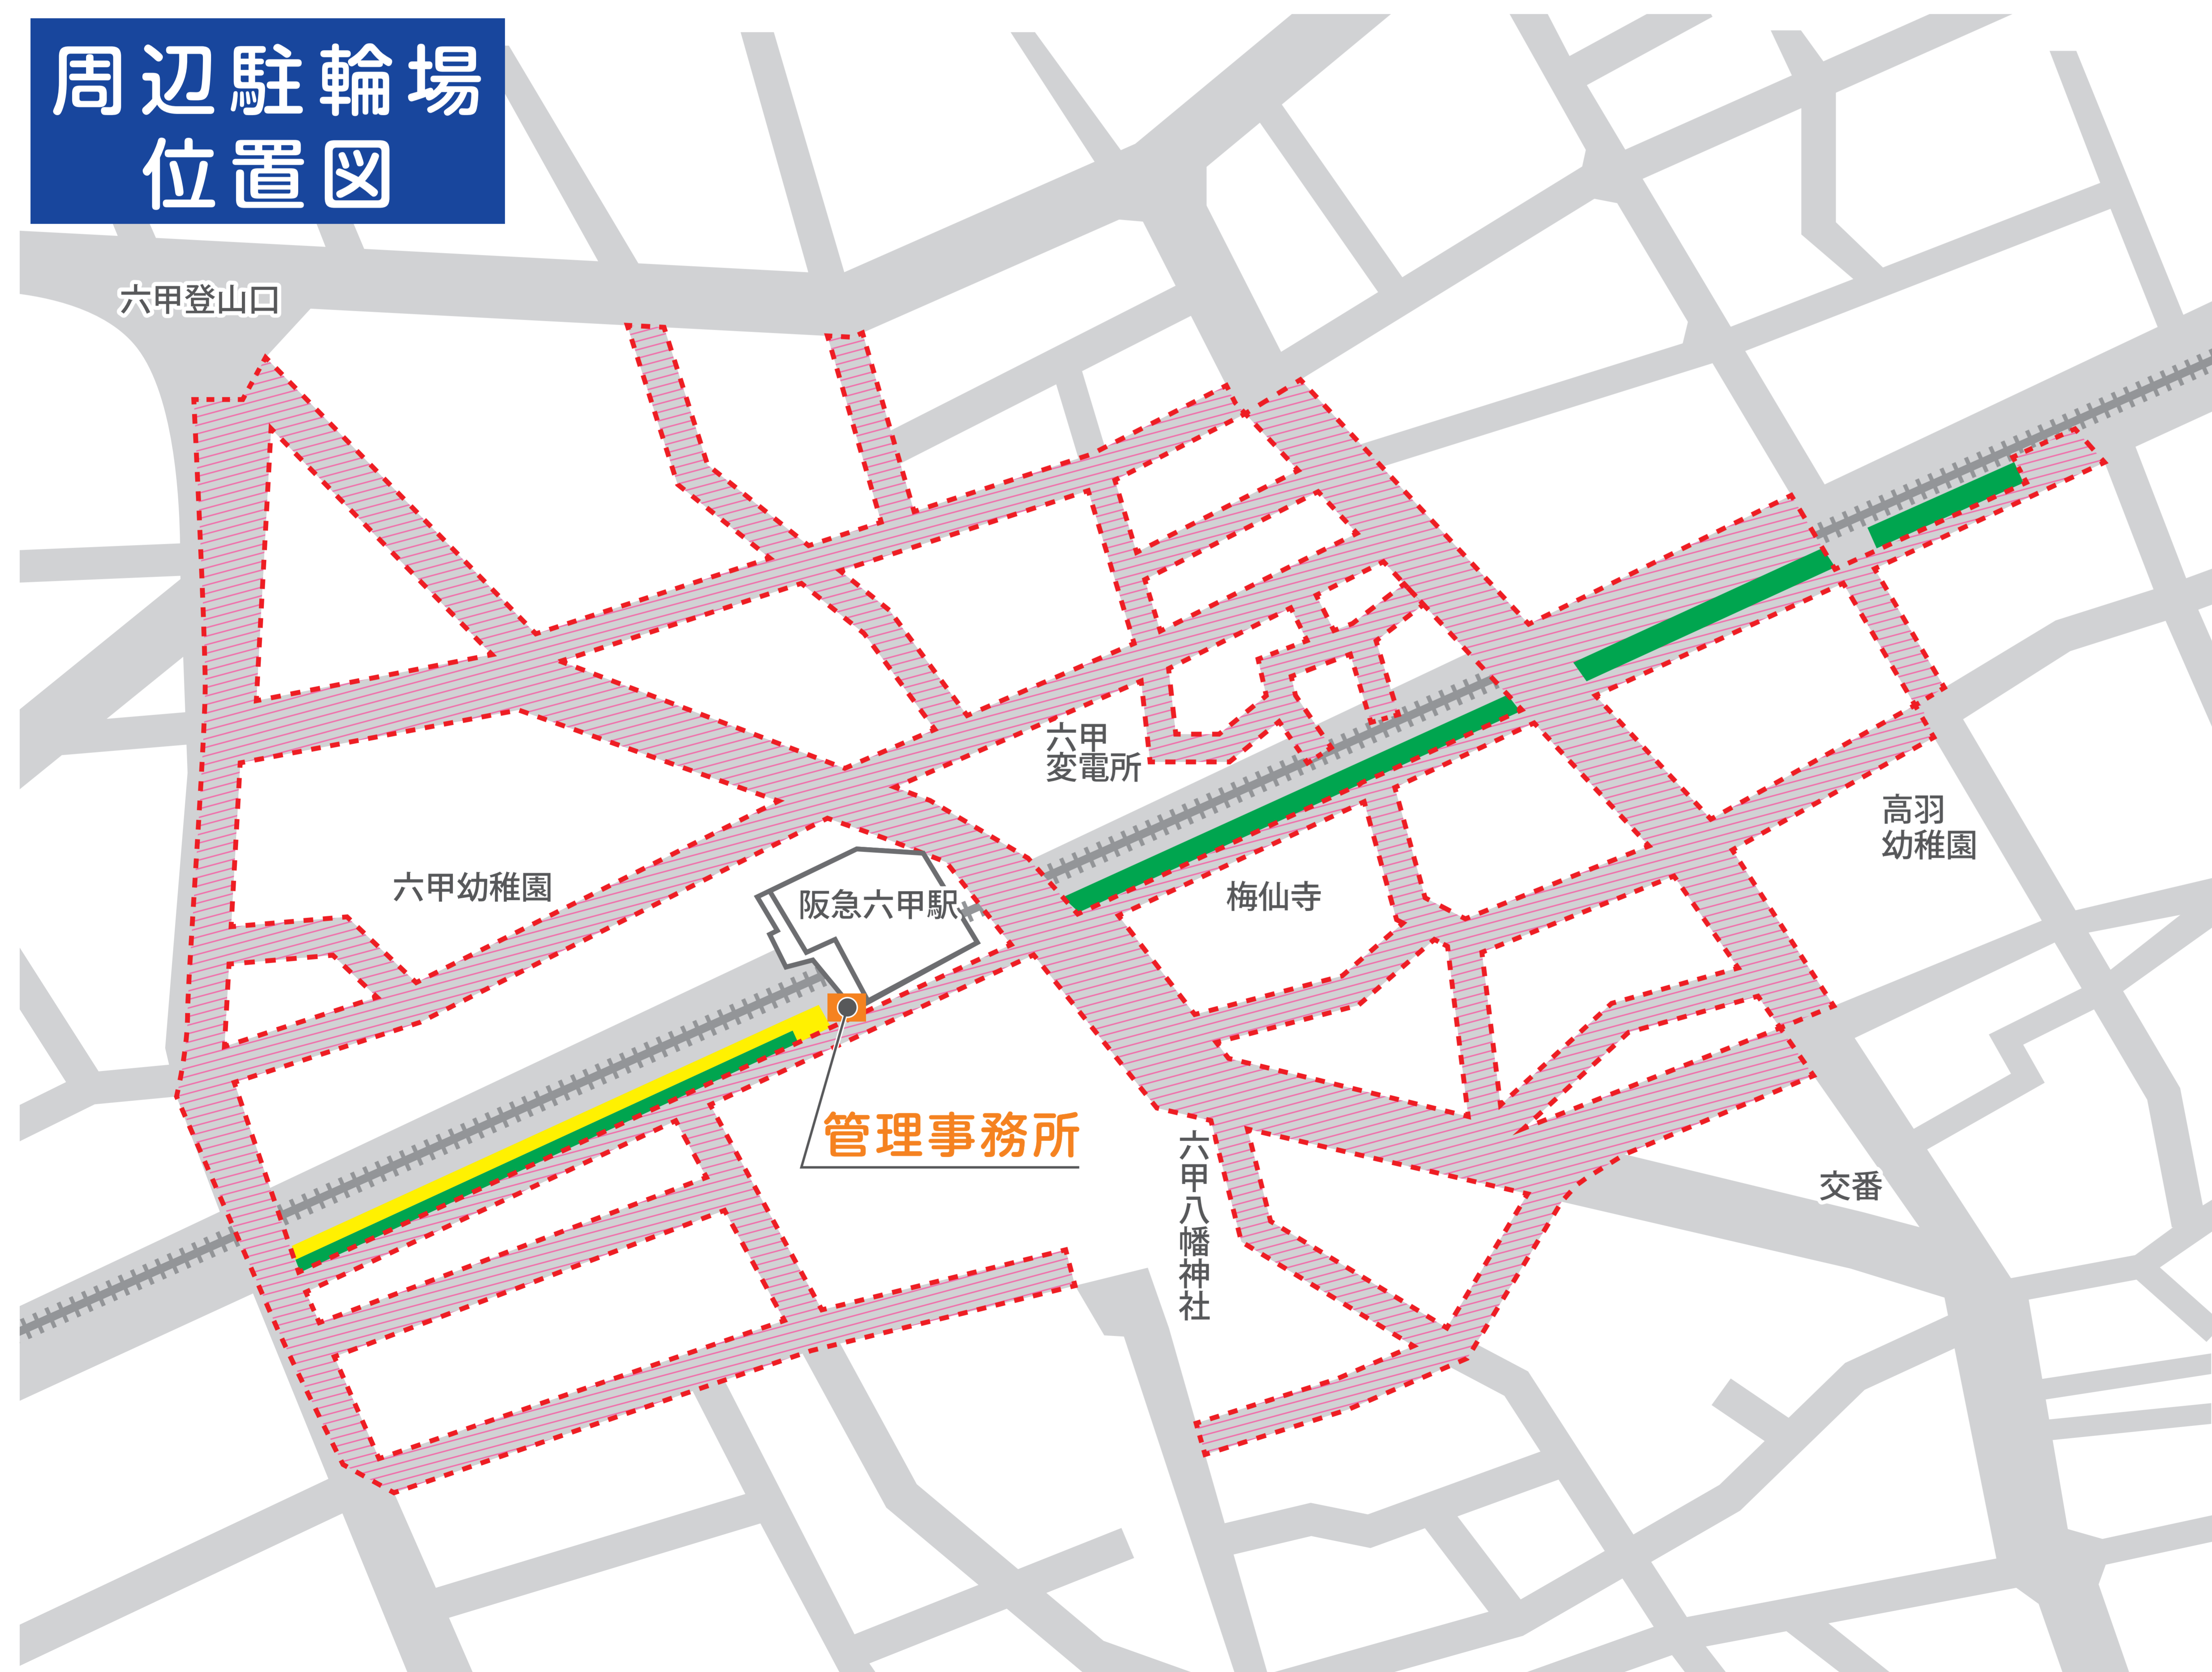 周辺駐輪場
位置図
六甲登山口
六甲
変電所
高羽
幼稚園
六甲幼稚園
阪急六甲駅
梅仙寺
管理事務所
六甲八幡神社
交番